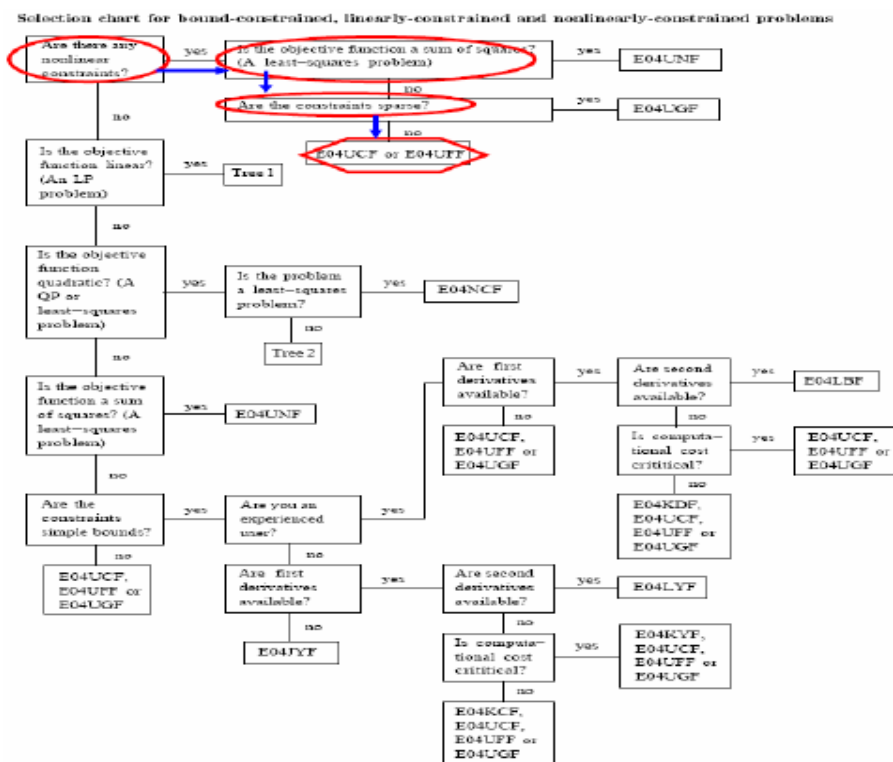 Selection chart for bound-constrained, linearly-constrained and nonlinearly-constrained problems
Are there any
nonlinear
constraints?
yes
Is the objective function a sum of squares?
(A least-squares problem)
yes
E04UNF
no
Are the constraints sparse?
yes
E04UGF
no
E04UCF or E04UFF
no
Is the objective
function linear?
(An LP
problem)
yes
Tree 1
no
Is the objective
function
quadratic? (A
QP or
least-squares
problem)
yes
Is the problem
a least-squares
problem?
yes
E04NCF
no
Tree 2
no
Is the objective
function a sum
of squares? (A
least-squares
problem)
yes
E04UNF
no
Are the
constraints
simple bounds?
yes
Are you an
experienced
user?
yes
Are first
derivatives
available?
yes
Are second
derivatives
available?
yes
E04LBF
no
E04UCF,
E04UFF or
E04UGF
no
Is computa-
tional cost
crititical?
yes
E04UCF,
E04UFF or
E04UGF
no
E04KDF,
E04UCF,
E04UFF or
E04UGF
no
E04UCF,
E04UFF or
E04UGF
no
Are first
derivatives
available?
yes
Are second
derivatives
available?
yes
E04LYF
no
E04JYF
no
Is computa-
tional cost
crititical?
yes
E04KYF,
E04UCF,
E04UFF or
E04UGF
no
E04KCF,
E04UCF,
E04UFF or
E04UGF